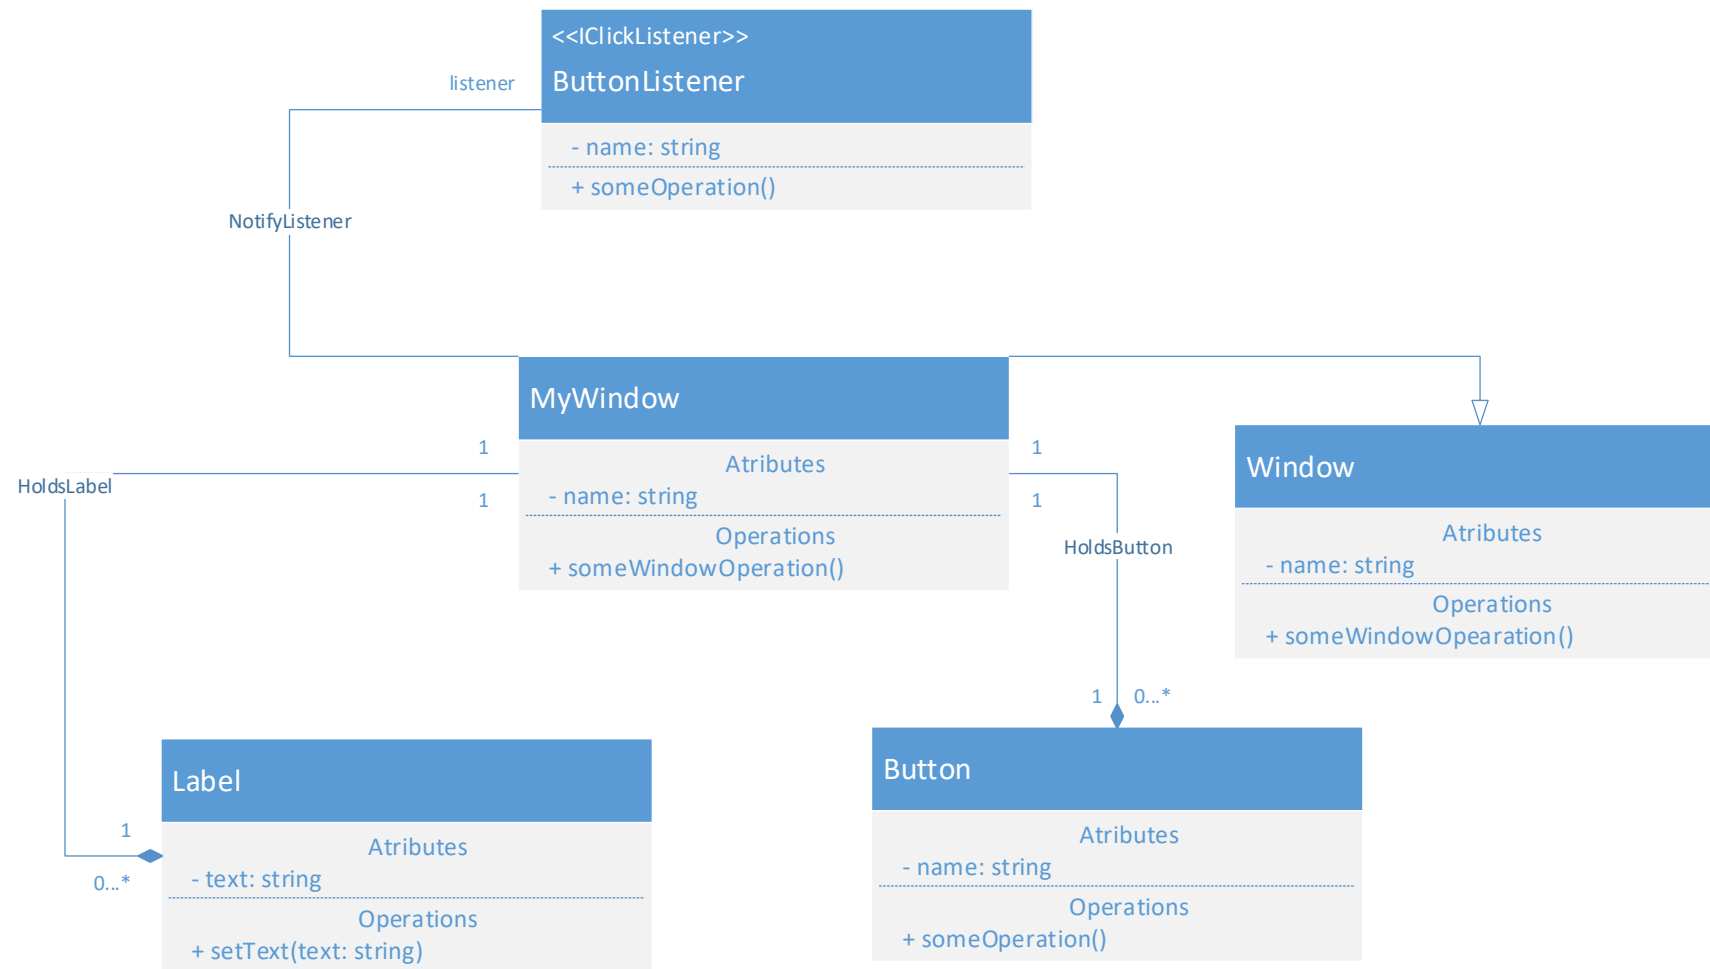 <<IClickListener>>
ButtonListener
listener
- name: string
+ someOperation()
NotifyListener
MyWindow
Atributes
- name: string
Operations
+ someWindowOperation()
1
1
1
1
HoldsLabel
HoldsButton
Window
Atributes
- name: string
Operations
+ someWindowOpearation()
1
0...*
Label
Atributes
- text: string
Operations
+ setText(text: string)
1
0...*
Button
Atributes
- name: string
Operations
+ someOperation()